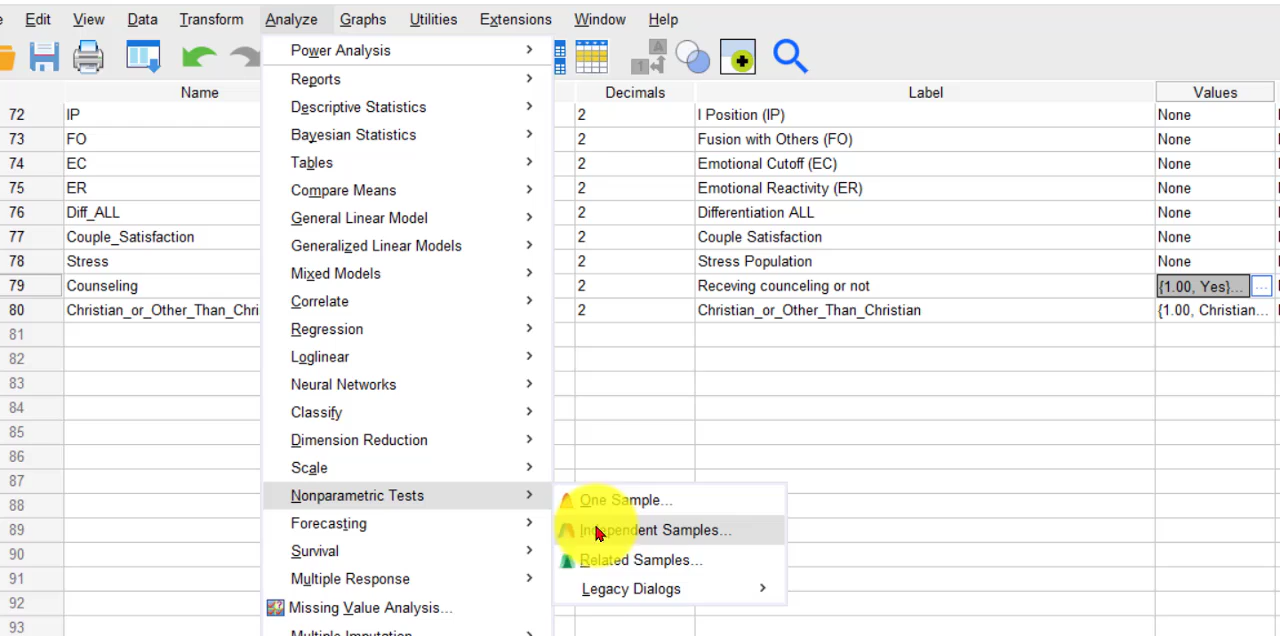 e Edit View Data Transform Analyze Graphs Utilities Extensions Window Help
Name Decimals Label Values
72 IP 2 I Position (IP) None
73 FO 2 Fusion with Others (FO) None
74 EC 2 Emotional Cutoff (EC) None
75 ER 2 Emotional Reactivity (ER) None
76 Diff_ALL 2 Differentiation ALL None
77 Couple_Satisfaction 2 Couple Satisfaction None
78 Stress 2 Stress Population None
79 Counseling 2 Receving counceling or not {1.00, Yes}... ...
80 Christian_or_Other_Than_Chri 2 Christian_or_Other_Than_Christian {1.00, Christian...
81
82
83
84
85
86
87
88
89
90
91
92
93
Power Analysis
Reports
Descriptive Statistics
Bayesian Statistics
Tables
Compare Means
General Linear Model
Generalized Linear Models
Mixed Models
Correlate
Regression
Loglinear
Neural Networks
Classify
Dimension Reduction
Scale
Nonparametric Tests
Forecasting
Survival
Multiple Response
Missing Value Analysis...
Multiple Imputation
One Sample...
Independent Samples...
Related Samples...
Legacy Dialogs